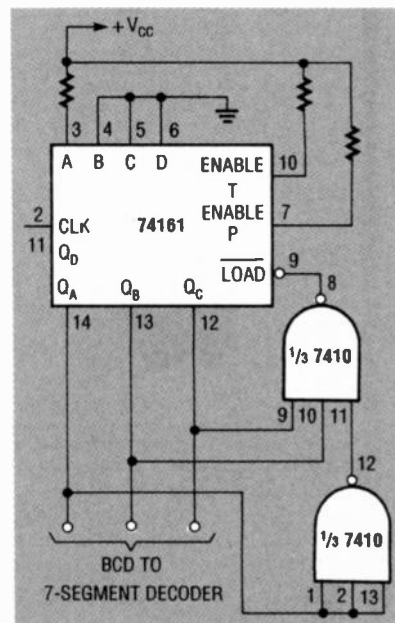 +VCC
3 4 5 6
A B C D
ENABLE
T
10
ENABLE
P
7
2
CLK
74161
11
QD
LOAD
9
QA QB QC
14 13 12
8
1/3 7410
9 10 11
12
1/3 7410
1 2 13
BCD TO
7-SEGMENT DECODER